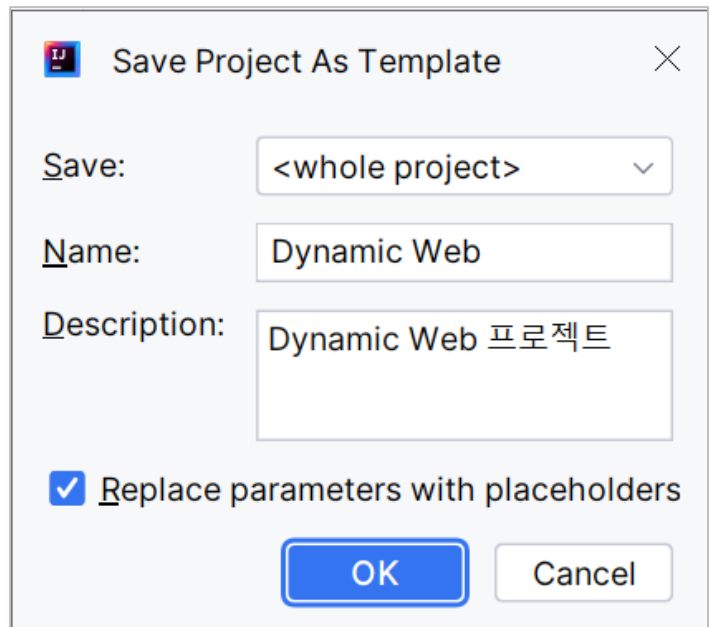 IJ
Save Project As Template
Save:
<whole project>
Name:
Dynamic Web
Description:
Dynamic Web 프로젝트
Replace parameters with placeholders
OK
Cancel